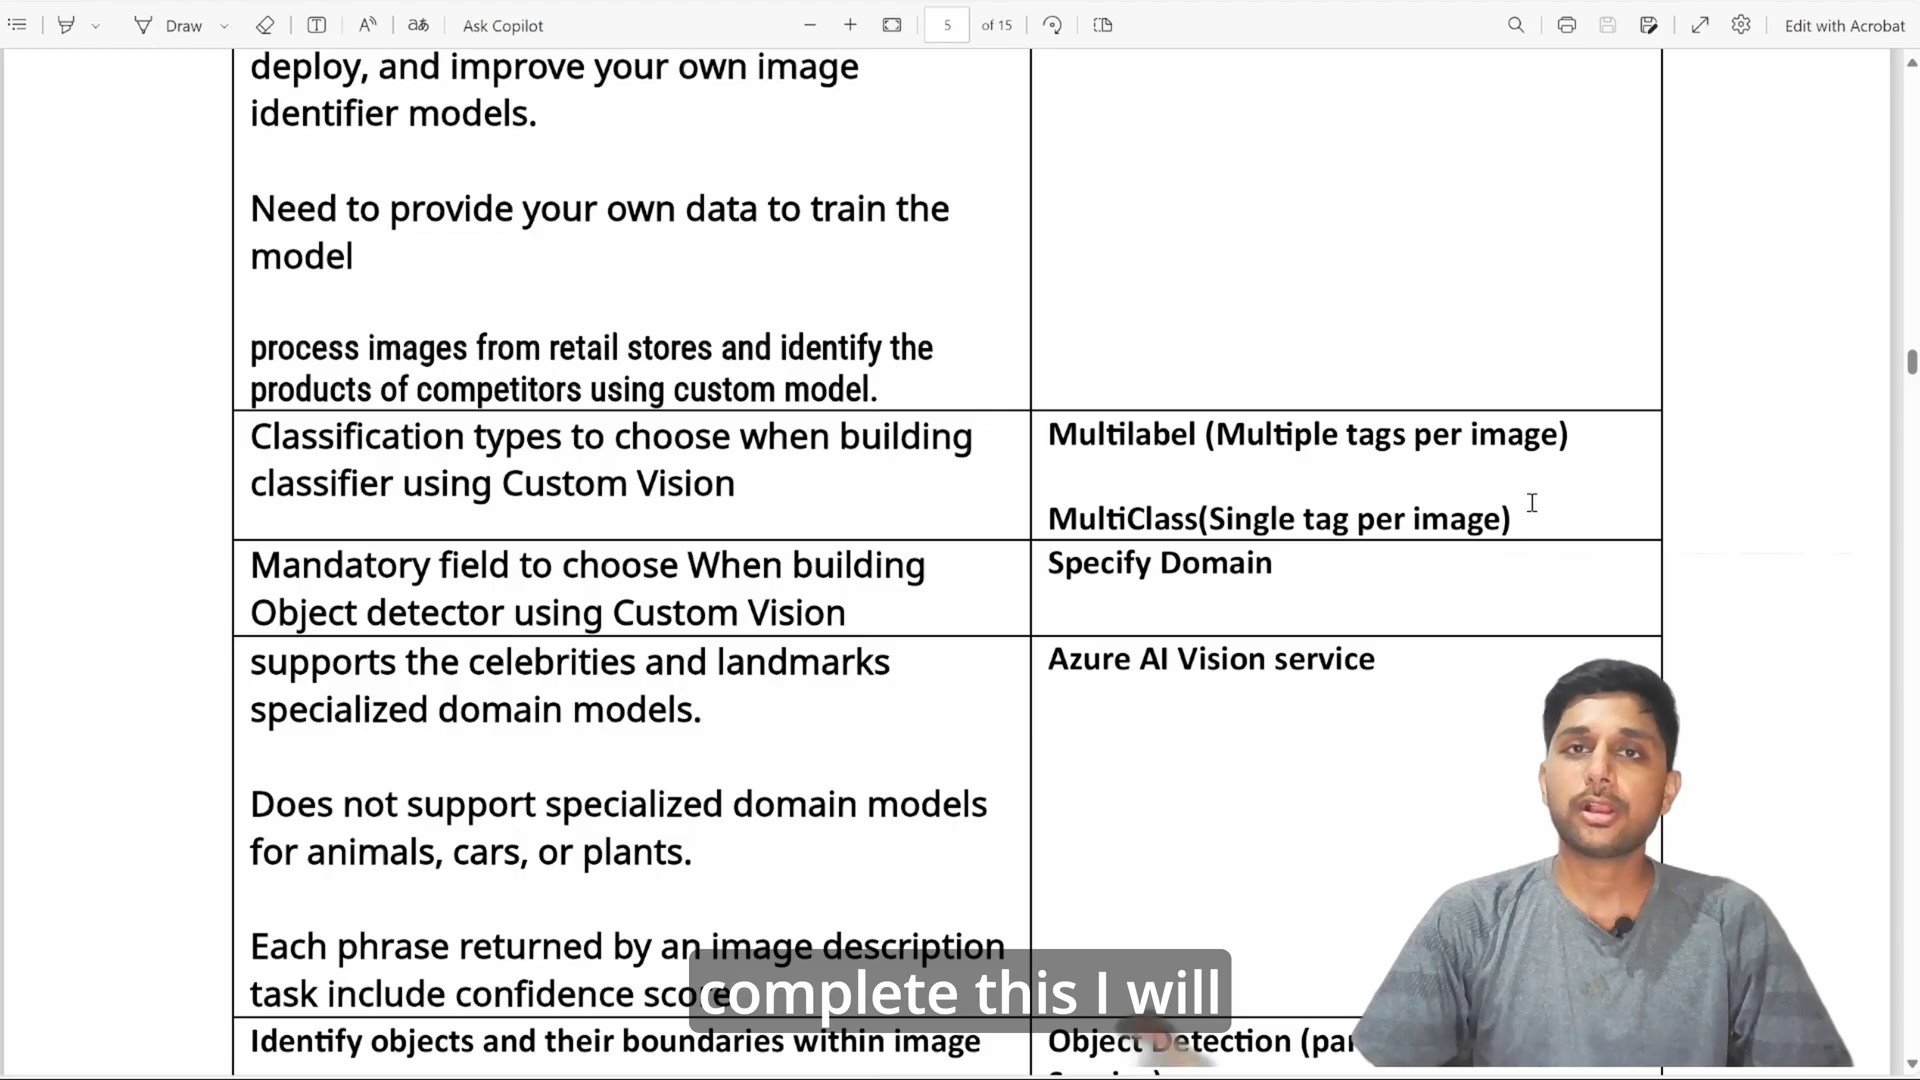 Draw
Ask Copilot
5
of 15
Edit with Acrobat
deploy, and improve your own image
identifier models.
Need to provide your own data to train the
model
process images from retail stores and identify the
products of competitors using custom model.
Classification types to choose when building
classifier using Custom Vision
Multilabel (Multiple tags per image)
MultiClass(Single tag per image)
Mandatory field to choose When building
Object detector using Custom Vision
Specify Domain
supports the celebrities and landmarks
specialized domain models.
Does not support specialized domain models
for animals, cars, or plants.
Each phrase returned by an image description
task include confidence score
Azure AI Vision service
complete this I will
Identify objects and their boundaries within image
Object Detection